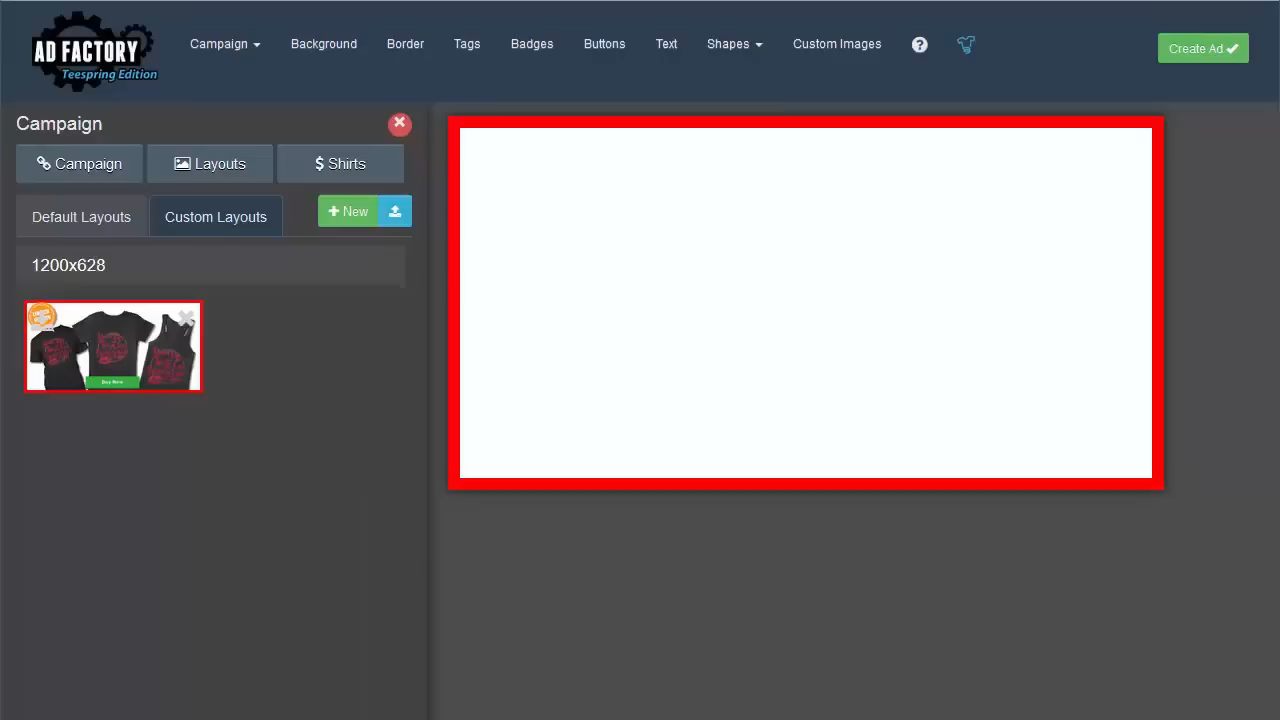 AD FACTORY
Teespring Edition
Campaign
Background
Border
Tags
Badges
Buttons
Text
Shapes
Custom Images
Create Ad
Campaign
Campaign
Layouts
$ Shirts
Default Layouts
Custom Layouts
+ New
1200x628
Buy Now